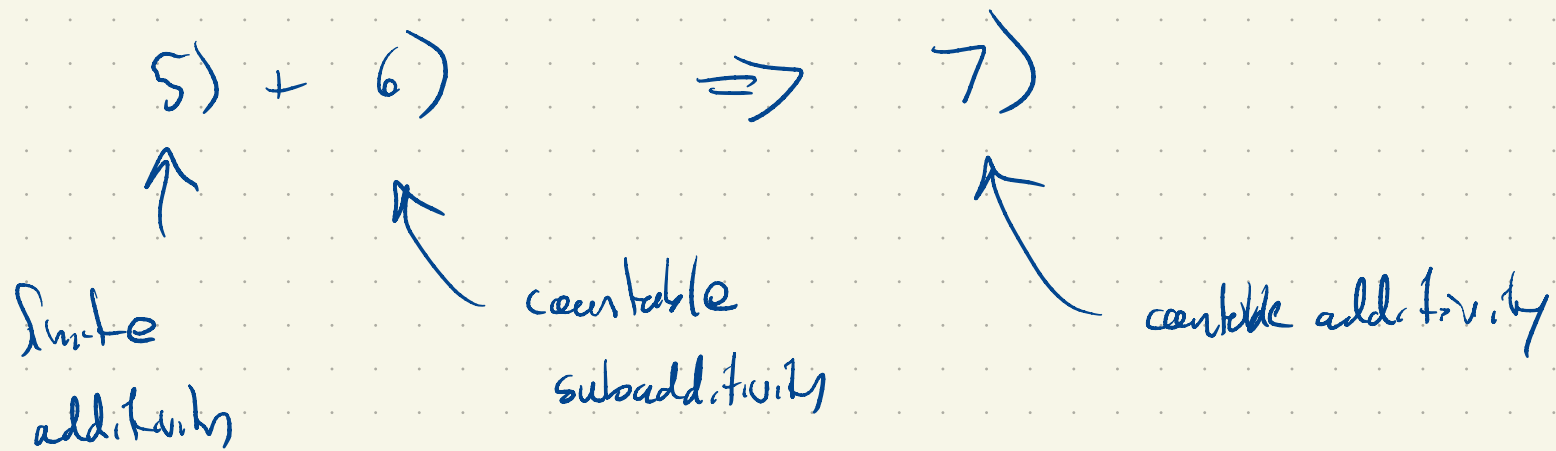 5) + 6) ⇒ 7)
finite
additivity
countable
subadditivity
countable additivity